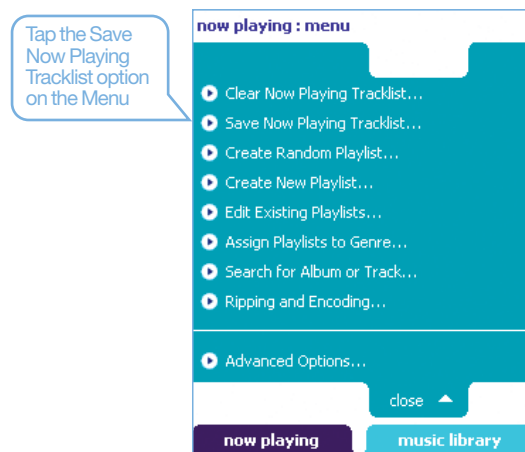 Tap the Save
Now Playing
Tracklist option
on the Menu
now playing : menu
Clear Now Playing Tracklist...
Save Now Playing Tracklist...
Create Random Playlist...
Create New Playlist...
Edit Existing Playlists...
Assign Playlists to Genre...
Search for Album or Track...
Ripping and Encoding...
Advanced Options...
close
now playing music library